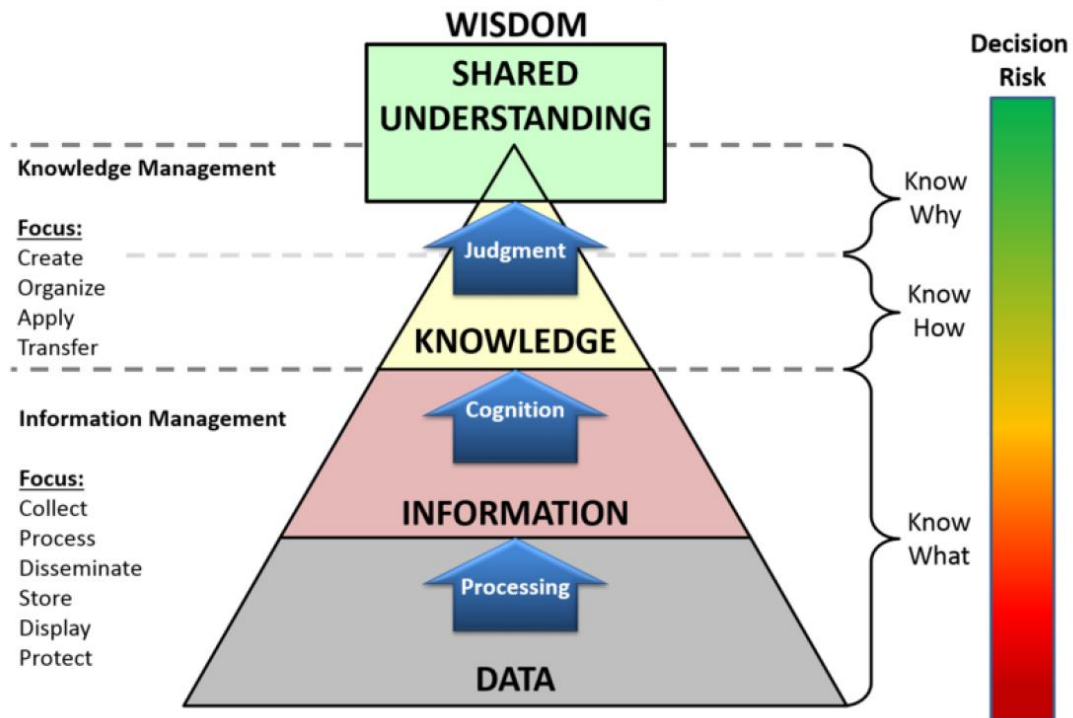 WISDOM
SHARED
UNDERSTANDING
Decision
Risk
Knowledge Management
Focus:
Create
Organize
Apply
Transfer
Judgment
KNOWLEDGE
Know
Why
Know
How
Information Management
Focus:
Collect
Process
Disseminate
Store
Display
Protect
Cognition
INFORMATION
Processing
DATA
Know
What